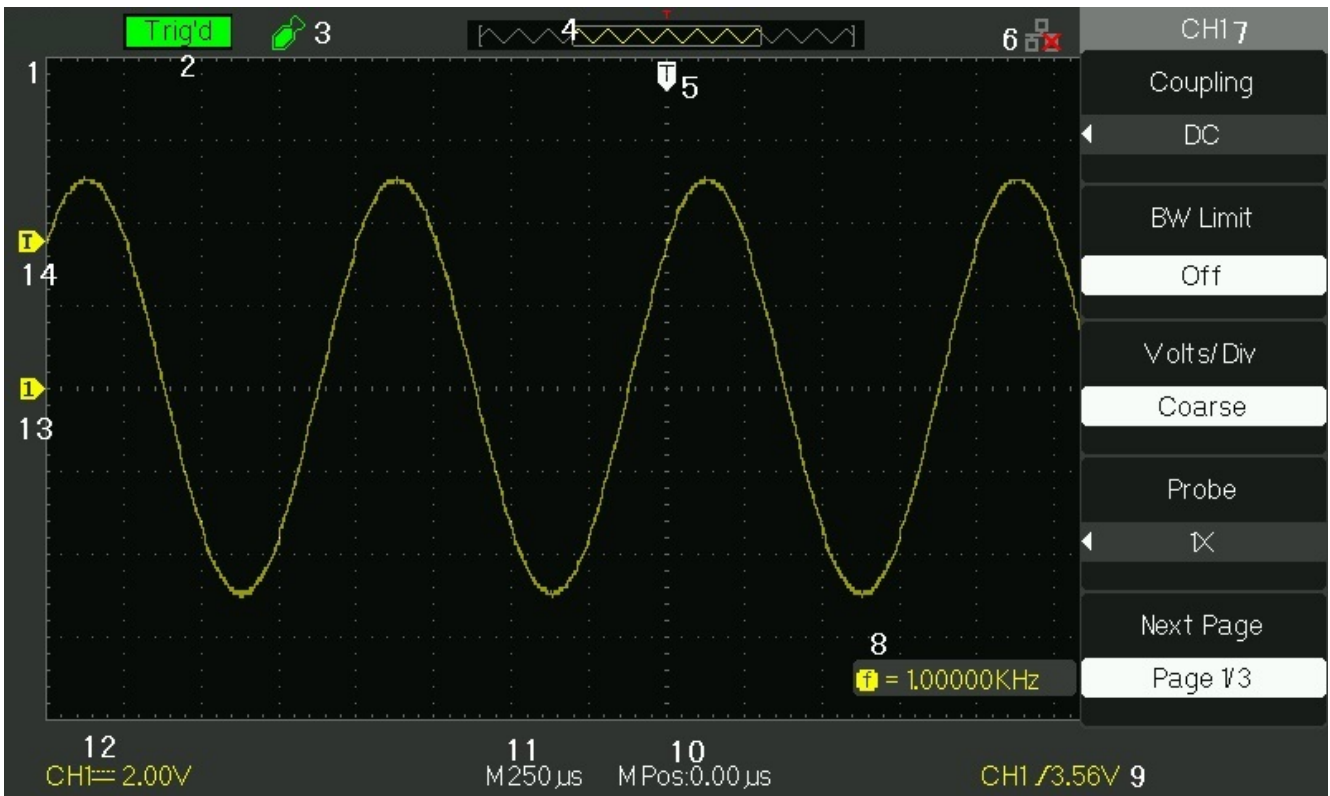 Trig'd 3 4 T 6 CH1 7
1 2 T 5
Coupling
DC
BW Limit
Off
T
14
Volts/Div
Coarse
1
13
Probe
1X
8
Next Page
f = 1.00000KHz
Page 1/3
12 11 10
CH1 2.00V M250µs M Pos:0.00µs CH1 3.56V 9